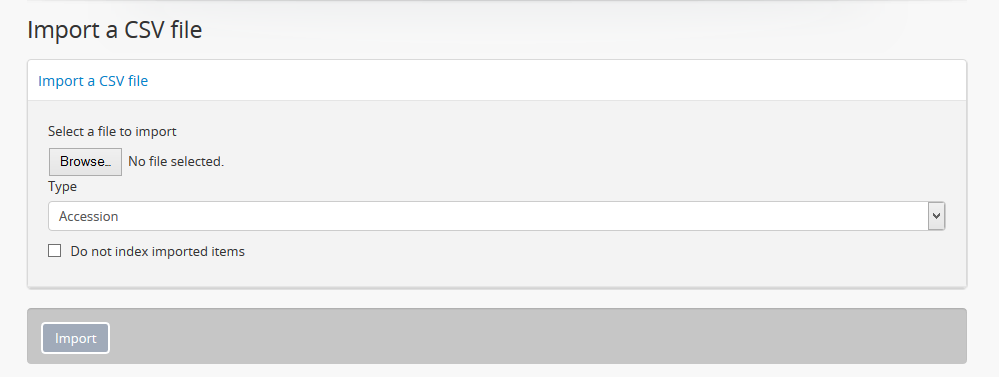 Import a CSV file
Import a CSV file
Select a file to import
Browse... No file selected.
Type
Accession
Do not index imported items
Import